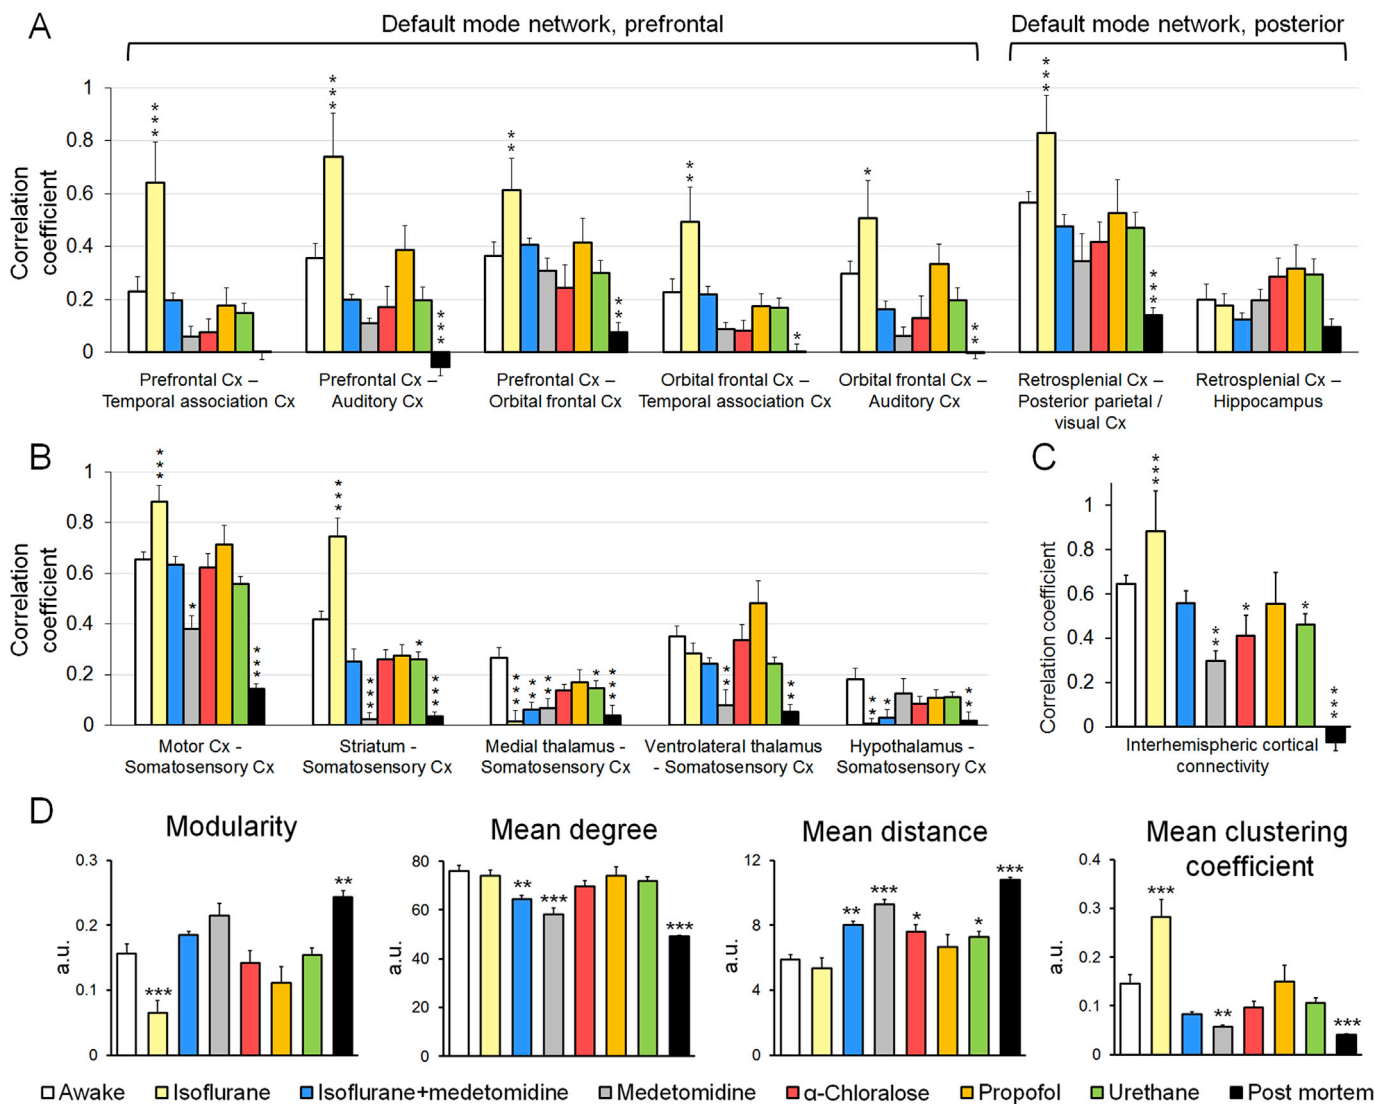 A
Default mode network, prefrontal
Default mode network, posterior
Correlation
coefficient
1
0.8
0.6
0.4
0.2
0
***
***
**
**
*
***
***
**
*
**
***
Prefrontal Cx –
Temporal association Cx
Prefrontal Cx –
Auditory Cx
Prefrontal Cx –
Orbital frontal Cx
Orbital frontal Cx –
Temporal association Cx
Orbital frontal Cx –
Auditory Cx
Retrosplenial Cx –
Posterior parietal /
visual Cx
Retrosplenial Cx –
Hippocampus
B
Correlation
coefficient
1
0.8
0.6
0.4
0.2
0
***
*
***
***
***
*
***
***
**
**
*
***
**
**
**
*
**
Motor Cx -
Somatosensory Cx
Striatum -
Somatosensory Cx
Medial thalamus -
Somatosensory Cx
Ventrolateral thalamus
- Somatosensory Cx
Hypothalamus -
Somatosensory Cx
C
Correlation coefficient
1
0.8
0.6
0.4
0.2
0
***
**
*
*
***
Interhemispheric cortical
connectivity
D
Modularity
a.u.
0.3
0.2
0.1
0
***
**
Mean degree
a.u.
80
60
40
20
0
**
***
***
Mean distance
a.u.
12
8
4
0
**
***
*
*
***
Mean clustering
coefficient
a.u.
0.4
0.3
0.2
0.1
0
***
**
***
Awake
Isoflurane
Isoflurane+medetomidine
Medetomidine
α-Chloralose
Propofol
Urethane
Post mortem